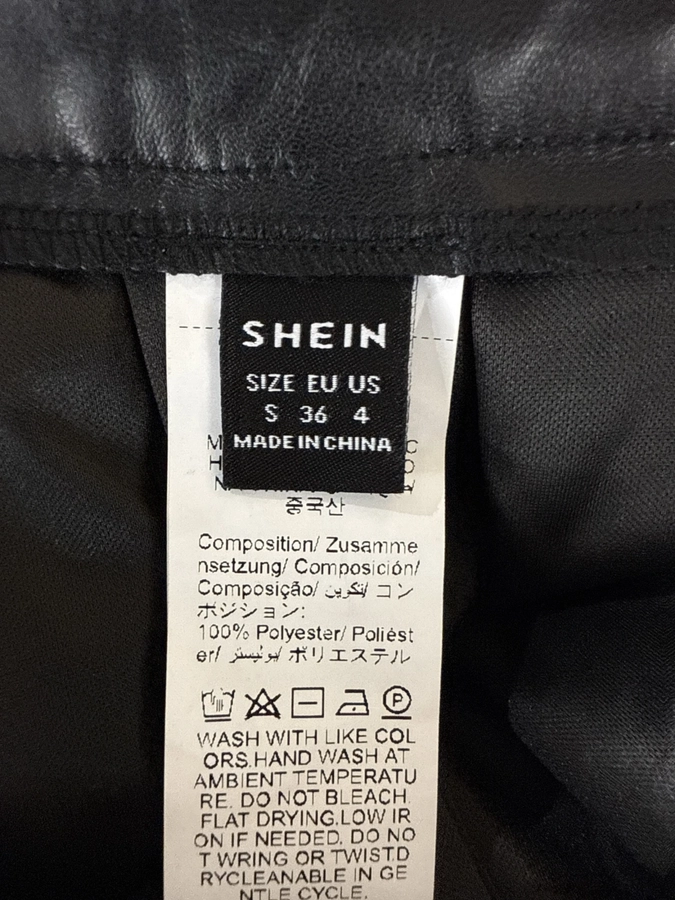 SHEIN
SIZE EU US
S 36 4
MADE IN CHINA
중국산
Composition/ Zusamme
nsetzung/ Composición/
Composição/ تكوين/ コン
ポジション:
100% Polyester/ Poliést
er/ بوليستر/ ポリエステル
P
WASH WITH LIKE COL
ORS.HAND WASH AT
AMBIENT TEMPERATU
RE. DO NOT BLEACH.
FLAT DRYING.LOW IR
ON IF NEEDED. DO NO
T WRING OR TWIST.D
RYCLEANABLE IN GE
NTLE CYCLE.